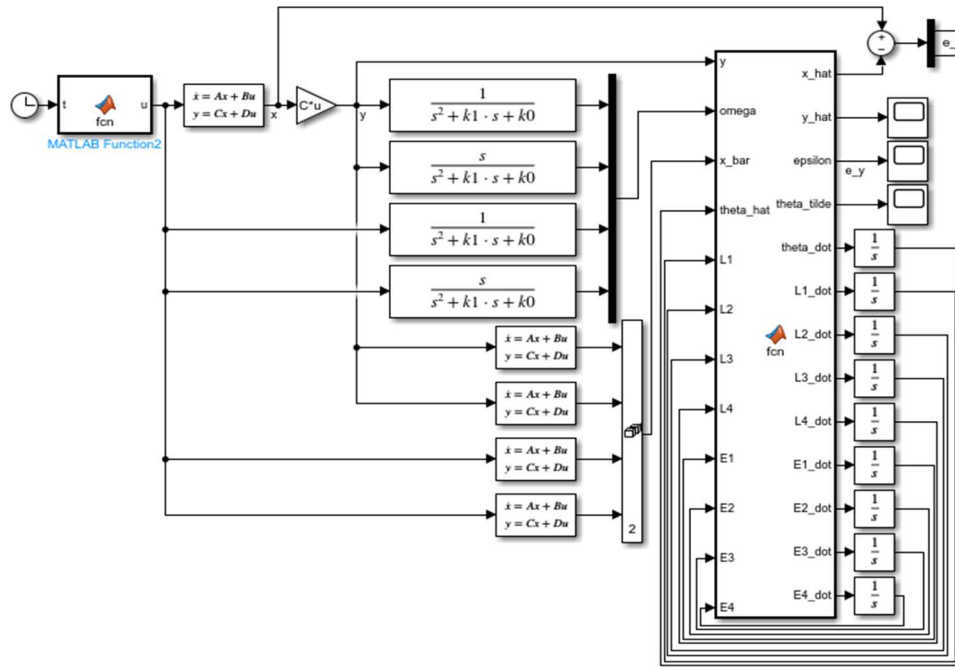 t
fcn
u
MATLAB Function2
ẋ = Ax + Bu
y = Cx + Du
x
C*u
y
1
s² + k1 · s + k0
s
s² + k1 · s + k0
1
s² + k1 · s + k0
s
s² + k1 · s + k0
ẋ = Ax + Bu
y = Cx + Du
ẋ = Ax + Bu
y = Cx + Du
ẋ = Ax + Bu
y = Cx + Du
ẋ = Ax + Bu
y = Cx + Du
2
y
omega
x_bar
theta_hat
L1
L2
L3
L4
E1
E2
E3
E4
fcn
x_hat
y_hat
epsilon
theta_tilde
theta_dot
L1_dot
L2_dot
L3_dot
L4_dot
E1_dot
E2_dot
E3_dot
E4_dot
+
−
e_
e_y
1
s
1
s
1
s
1
s
1
s
1
s
1
s
1
s
1
s